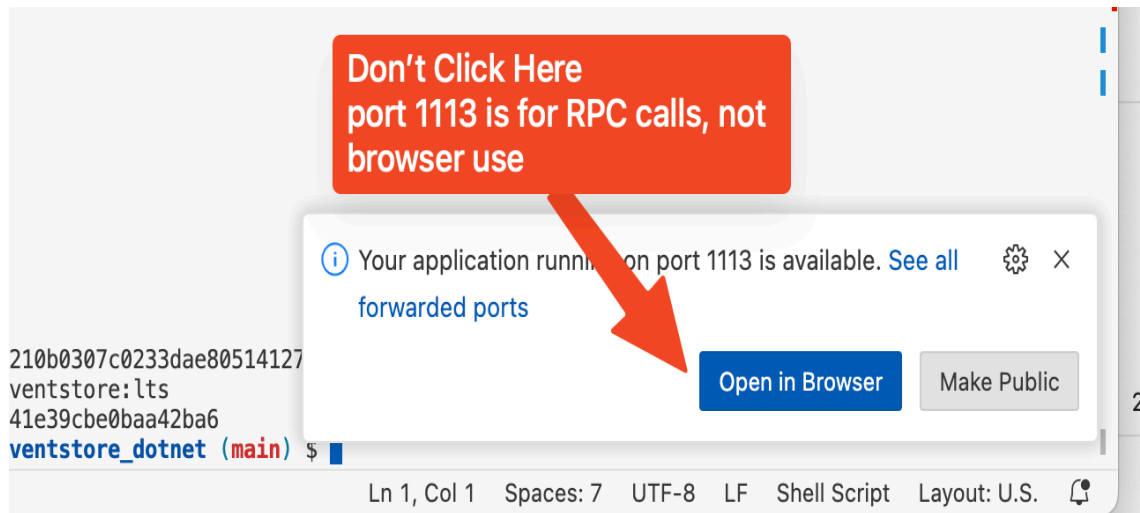 Don't Click Here
port 1113 is for RPC calls, not
browser use
Your application running on port 1113 is available. See all
forwarded ports
Open in Browser
Make Public
210b0307c0233dae80514127
ventstore:lts
41e39cbe0baa42ba6
ventstore_dotnet (main) $
2
Ln 1, Col 1 Spaces: 7 UTF-8 LF Shell Script Layout: U.S.